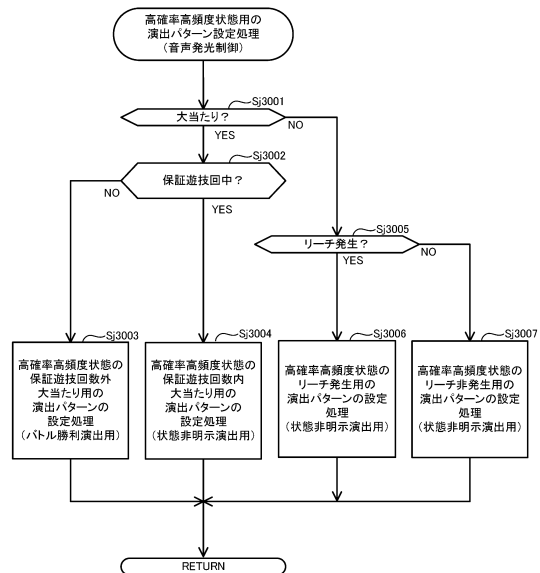 高確率高頻度状態用の
演出パターン設定処理
(音声発光制御)
Sj3001
大当たり?
NO
YES
Sj3002
保証遊技回中?
NO
YES
Sj3005
リーチ発生?
YES
NO
Sj3003
高確率高頻度状態の
保証遊技回数外
大当たり用の
演出パターンの
設定処理
(バトル勝利演出用)
Sj3004
高確率高頻度状態の
保証遊技回数内
大当たり用の
演出パターンの
設定処理
(状態非明示演出用)
Sj3006
高確率高頻度状態の
リーチ発生用の
演出パターンの設定
処理
(状態非明示演出用)
Sj3007
高確率高頻度状態の
リーチ非発生用の
演出パターンの設定
処理
(状態非明示演出用)
RETURN